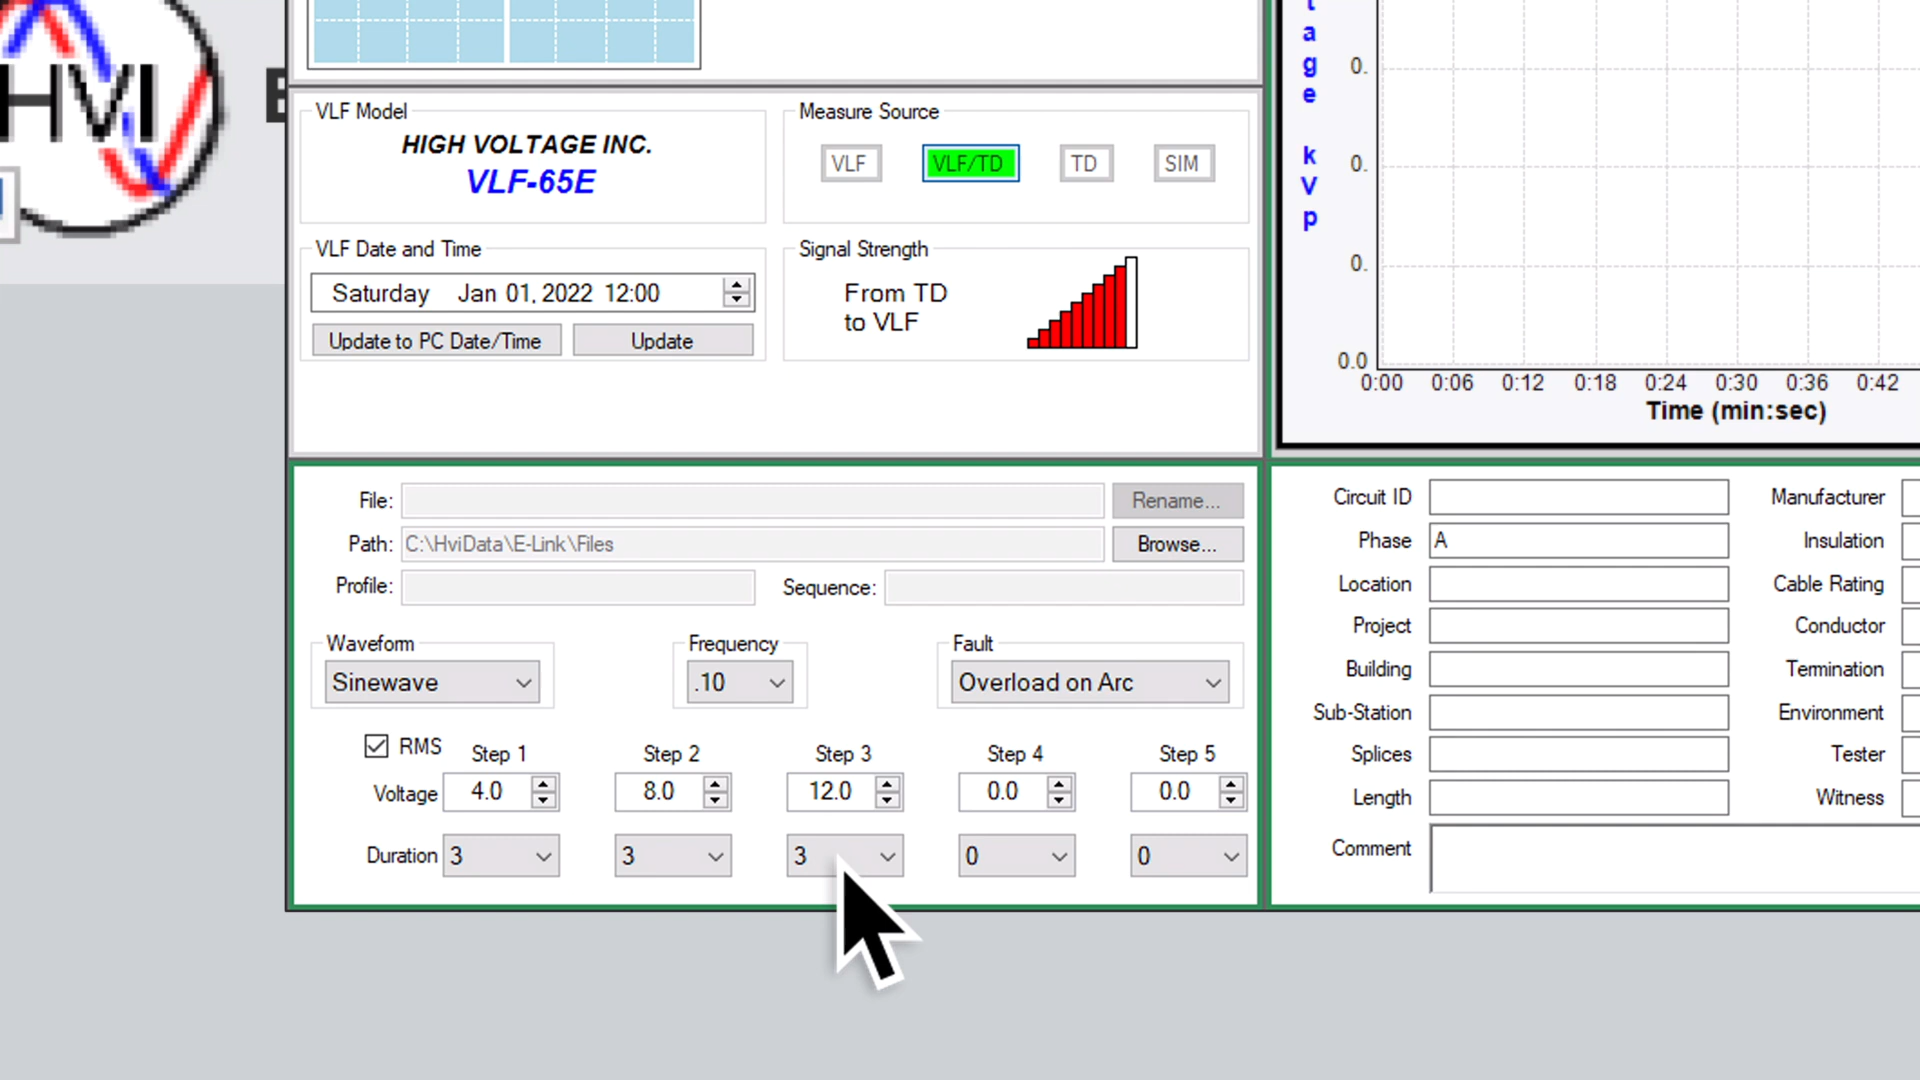 HVI
VLF Model
HIGH VOLTAGE INC.
VLF-65E
Measure Source
VLF VLF/TD TD SIM
VLF Date and Time
Saturday Jan 01, 2022 12:00
Update to PC Date/Time Update
Signal Strength
From TD
to VLF
File: Rename...
Path: C:\HviData\E-Link\Files Browse...
Profile: Sequence:
Waveform Frequency Fault
Sinewave .10 Overload on Arc
RMS Step 1 Step 2 Step 3 Step 4 Step 5
Voltage 4.0 8.0 12.0 0.0 0.0
Duration 3 3 3 0 0
t
a
g
e
k
V
p
0.
0.
0.
0.0
0:00 0:06 0:12 0:18 0:24 0:30 0:36 0:42
Time (min:sec)
Circuit ID Manufacturer
Phase A Insulation
Location Cable Rating
Project Conductor
Building Termination
Sub-Station Environment
Splices Tester
Length Witness
Comment